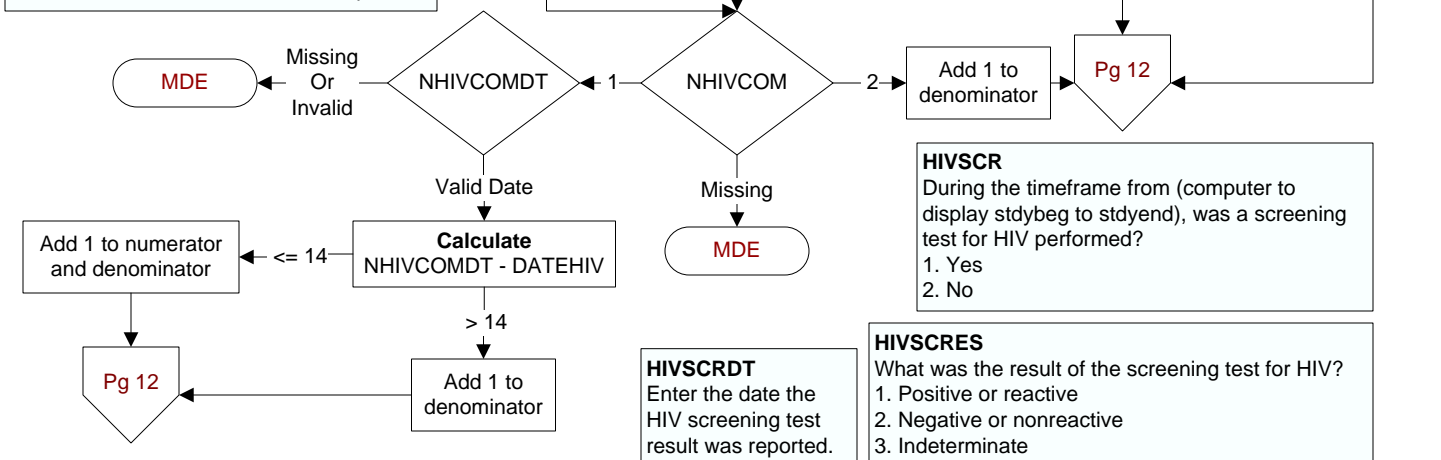 Missing
Or
Invalid
MDE
NHIVCOMDT
1
NHIVCOM
2
Add 1 to
denominator
Pg 12
Valid Date
Missing
MDE
Add 1 to numerator
and denominator
<= 14
Calculate
NHIVCOMDT - DATEHIV
> 14
Pg 12
Add 1 to
denominator
HIVSCR
During the timeframe from (computer to
display stdybeg to stdyend), was a screening
test for HIV performed?
1. Yes
2. No
HIVSCRDT
Enter the date the
HIV screening test
result was reported.
HIVSCRES
What was the result of the screening test for HIV?
1. Positive or reactive
2. Negative or nonreactive
3. Indeterminate